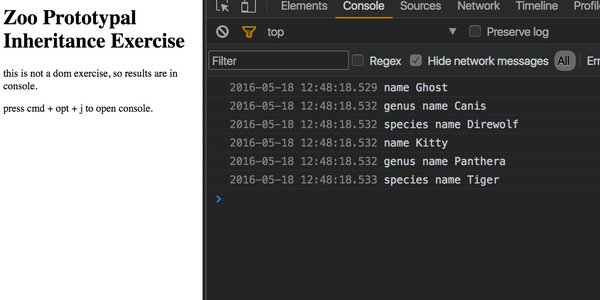 Zoo Prototypal
Inheritance Exercise
this is not a dom exercise, so results are in
console.
press cmd + opt + j to open console.
Elements Console Sources Network Timeline Profile
top Preserve log
Filter Regex Hide network messages All Err
2016-05-18 12:48:18.529 name Ghost
2016-05-18 12:48:18.532 genus name Canis
2016-05-18 12:48:18.532 species name Direwolf
2016-05-18 12:48:18.532 name Kitty
2016-05-18 12:48:18.532 genus name Panthera
2016-05-18 12:48:18.533 species name Tiger
>